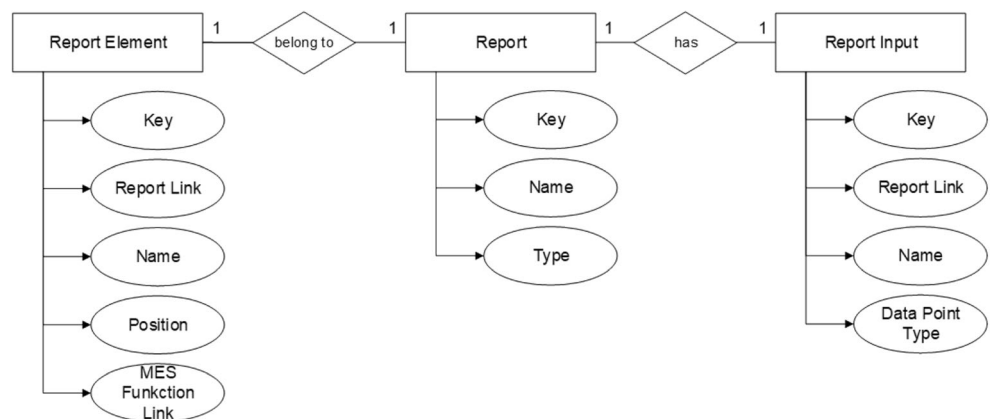 Report Element
1
belong to
1
Report
1
has
1
Report Input
Key
Report Link
Name
Position
MES
Funkction
Link
Key
Name
Type
Key
Report Link
Name
Data Point
Type